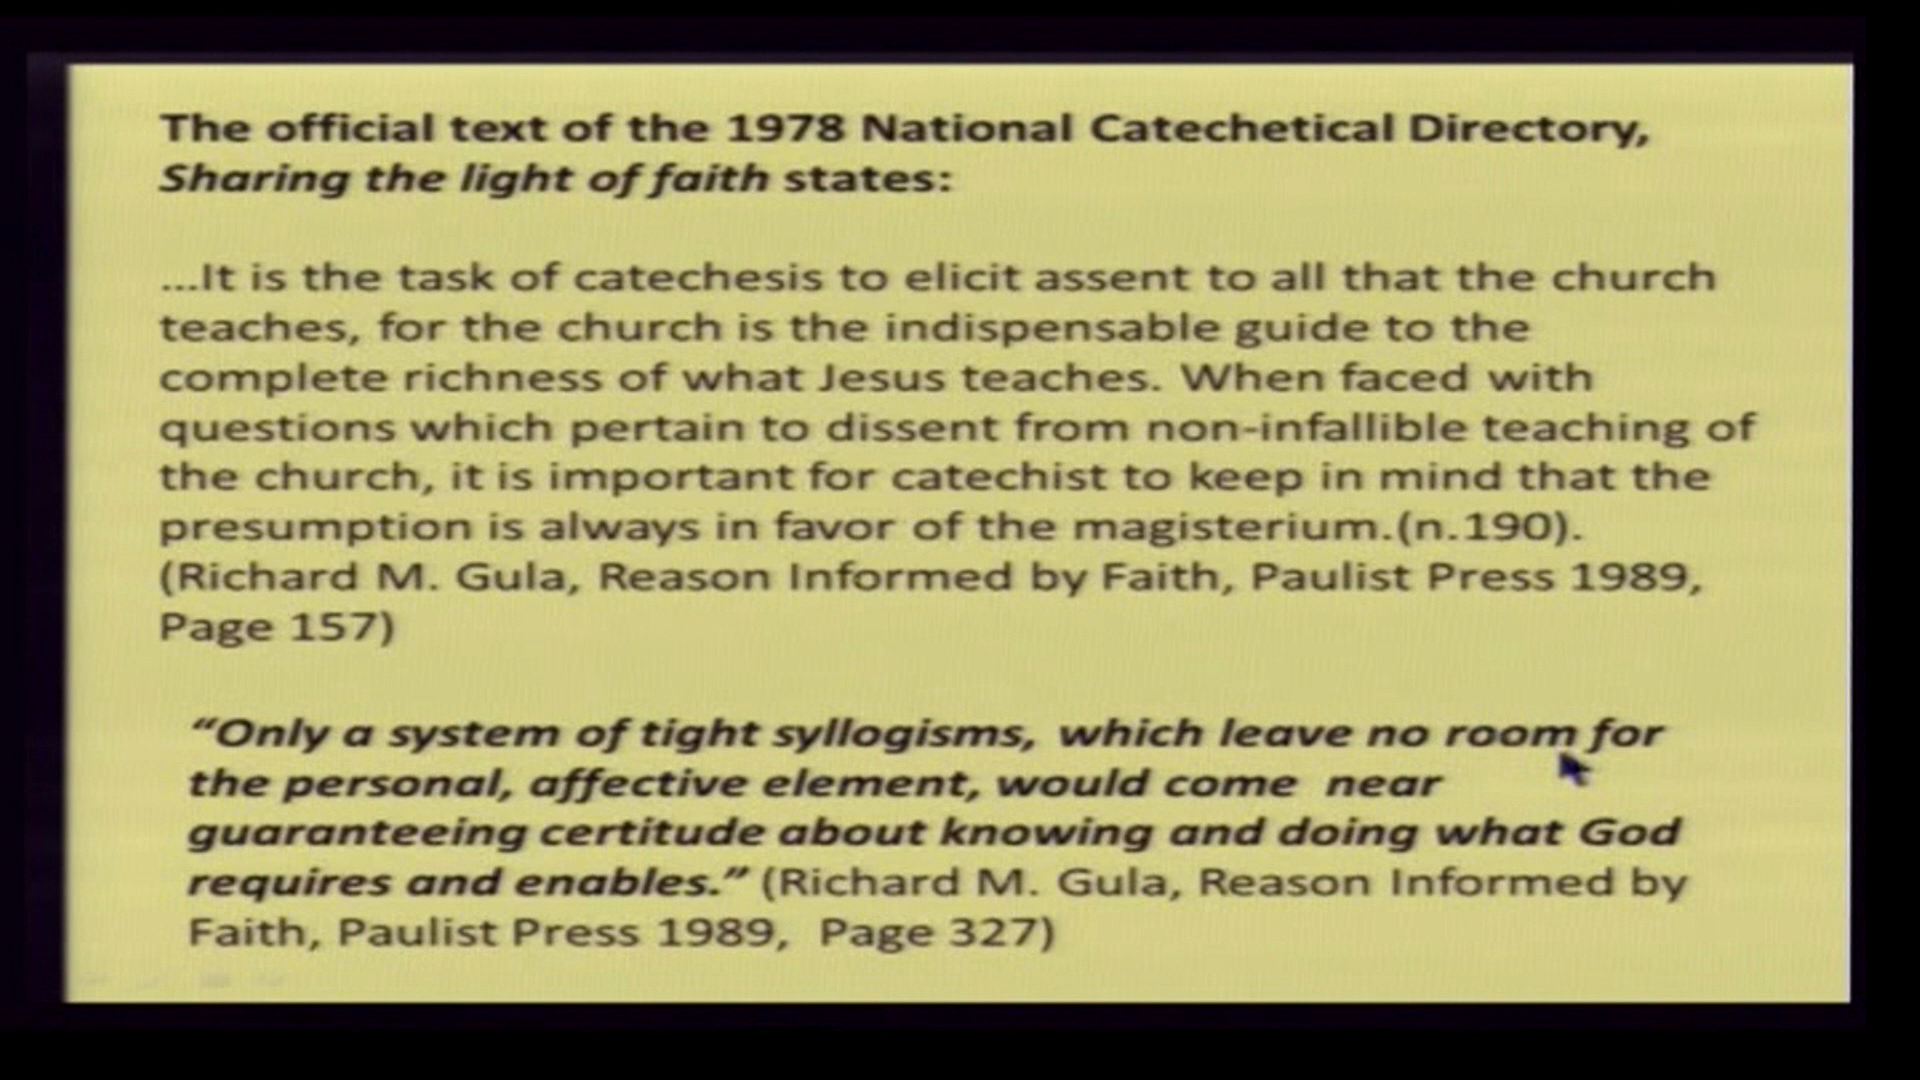 The official text of the 1978 National Catechetical Directory,
Sharing the light of faith states:
...It is the task of catechesis to elicit assent to all that the church
teaches, for the church is the indispensable guide to the
complete richness of what Jesus teaches. When faced with
questions which pertain to dissent from non-infallible teaching of
the church, it is important for catechist to keep in mind that the
presumption is always in favor of the magisterium.(n.190).
(Richard M. Gula, Reason Informed by Faith, Paulist Press 1989,
Page 157)
“Only a system of tight syllogisms, which leave no room for
the personal, affective element, would come  near
guaranteeing certitude about knowing and doing what God
requires and enables.” (Richard M. Gula, Reason Informed by
Faith, Paulist Press 1989,  Page 327)